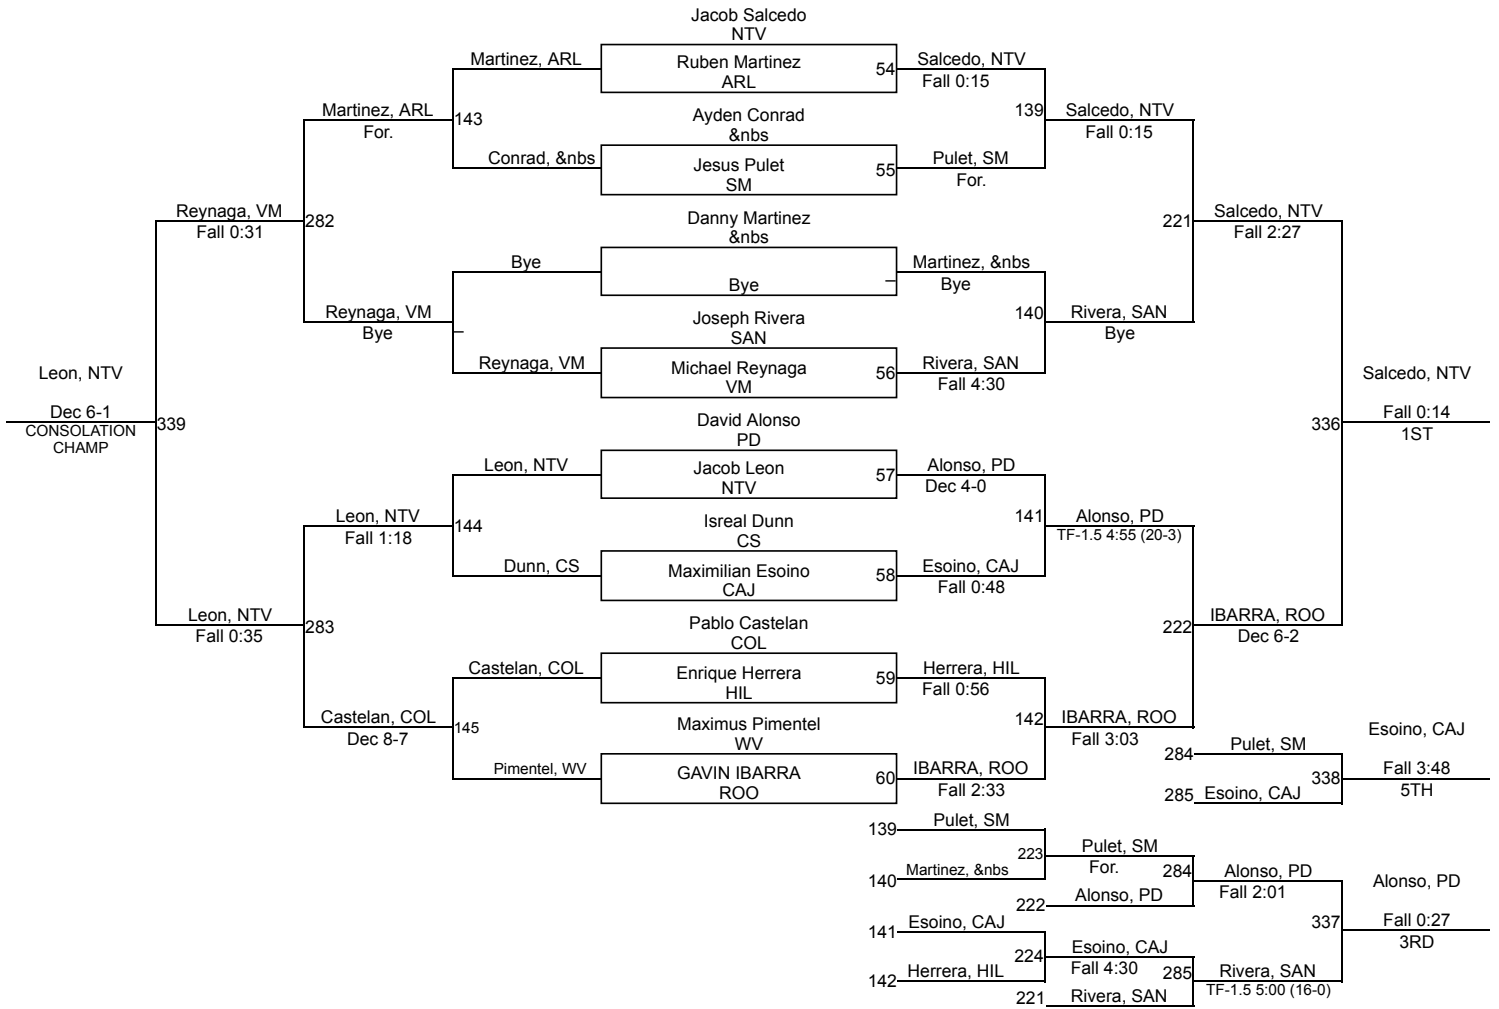 Jacob Salcedo
NTV
Martinez, ARL
Ruben Martinez
54
Salcedo, NTV
ARL
Fall 0:15
Martinez, ARL
143
Ayden Conrad
139
Salcedo, NTV
For.
&nbs
Fall 0:15
Conrad, &nbs
Jesus Pulet
55
Pulet, SM
SM
For.
Reynaga, VM
282
Danny Martinez
221
Salcedo, NTV
Fall 0:31
&nbs
Fall 2:27
Bye
Martinez, &nbs
Bye
_
Bye
Reynaga, VM
Joseph Rivera
140
Rivera, SAN
Bye
_
SAN
Bye
Reynaga, VM
Michael Reynaga
56
Rivera, SAN
VM
Fall 4:30
Leon, NTV
Salcedo, NTV
Dec 6-1
339
David Alonso
336
Fall 0:14
CONSOLATION
CHAMP
PD
1ST
Leon, NTV
Jacob Leon
57
Alonso, PD
NTV
Dec 4-0
Leon, NTV
144
Isreal Dunn
141
Alonso, PD
Fall 1:18
CS
TF-1.5 4:55 (20-3)
Dunn, CS
Maximilian Esoino
58
Esoino, CAJ
CAJ
Fall 0:48
Leon, NTV
283
Pablo Castelan
222
IBARRA, ROO
Fall 0:35
COL
Dec 6-2
Castelan, COL
Enrique Herrera
59
Herrera, HIL
HIL
Fall 0:56
Castelan, COL
145
Maximus Pimentel
142
IBARRA, ROO
Dec 8-7
WV
Fall 3:03
Pimentel, WV
GAVIN IBARRA
60
IBARRA, ROO
ROO
Fall 2:33
284
Pulet, SM
Esoino, CAJ
338
Fall 3:48
285
Esoino, CAJ
5TH
139
Pulet, SM
223
Pulet, SM
For.
140
Martinez, &nbs
284
Alonso, PD
Fall 2:01
222
Alonso, PD
Alonso, PD
141
Esoino, CAJ
337
Fall 0:27
3RD
224
Esoino, CAJ
Fall 4:30
142
Herrera, HIL
285
Rivera, SAN
TF-1.5 5:00 (16-0)
221
Rivera, SAN